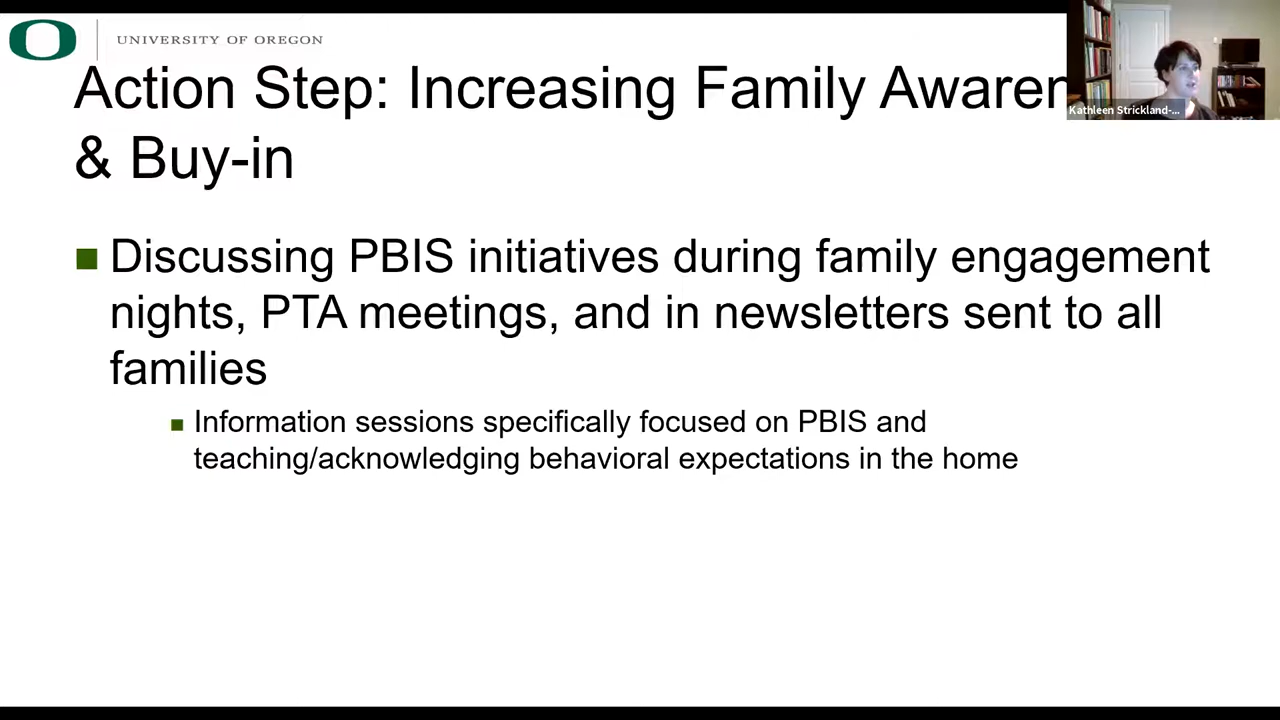 UNIVERSITY OF OREGON
Action Step: Increasing Family
& Buy-in
Kathleen Strickland-...
Discussing PBIS initiatives during family engagement
nights, PTA meetings, and in newsletters sent to all
families
Information sessions specifically focused on PBIS and
teaching/acknowledging behavioral expectations in the home